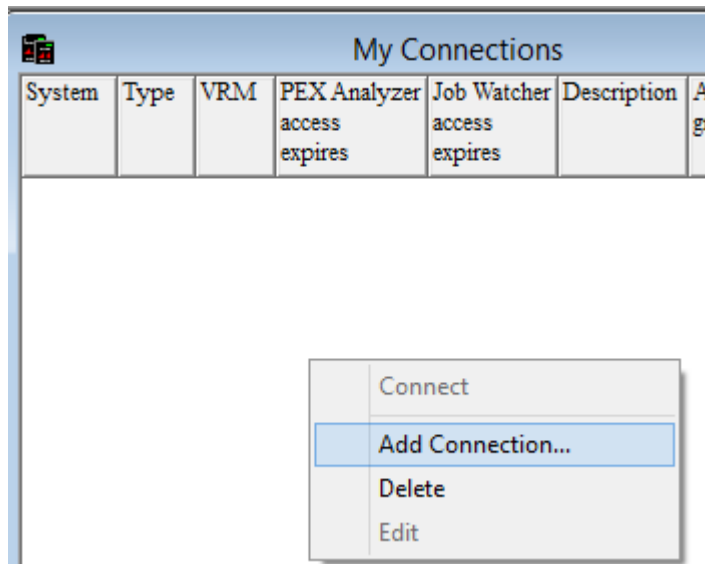 My Connections
System Type VRM PEX Analyzer Job Watcher Description A
access access g
expires expires
Connect
Add Connection...
Delete
Edit